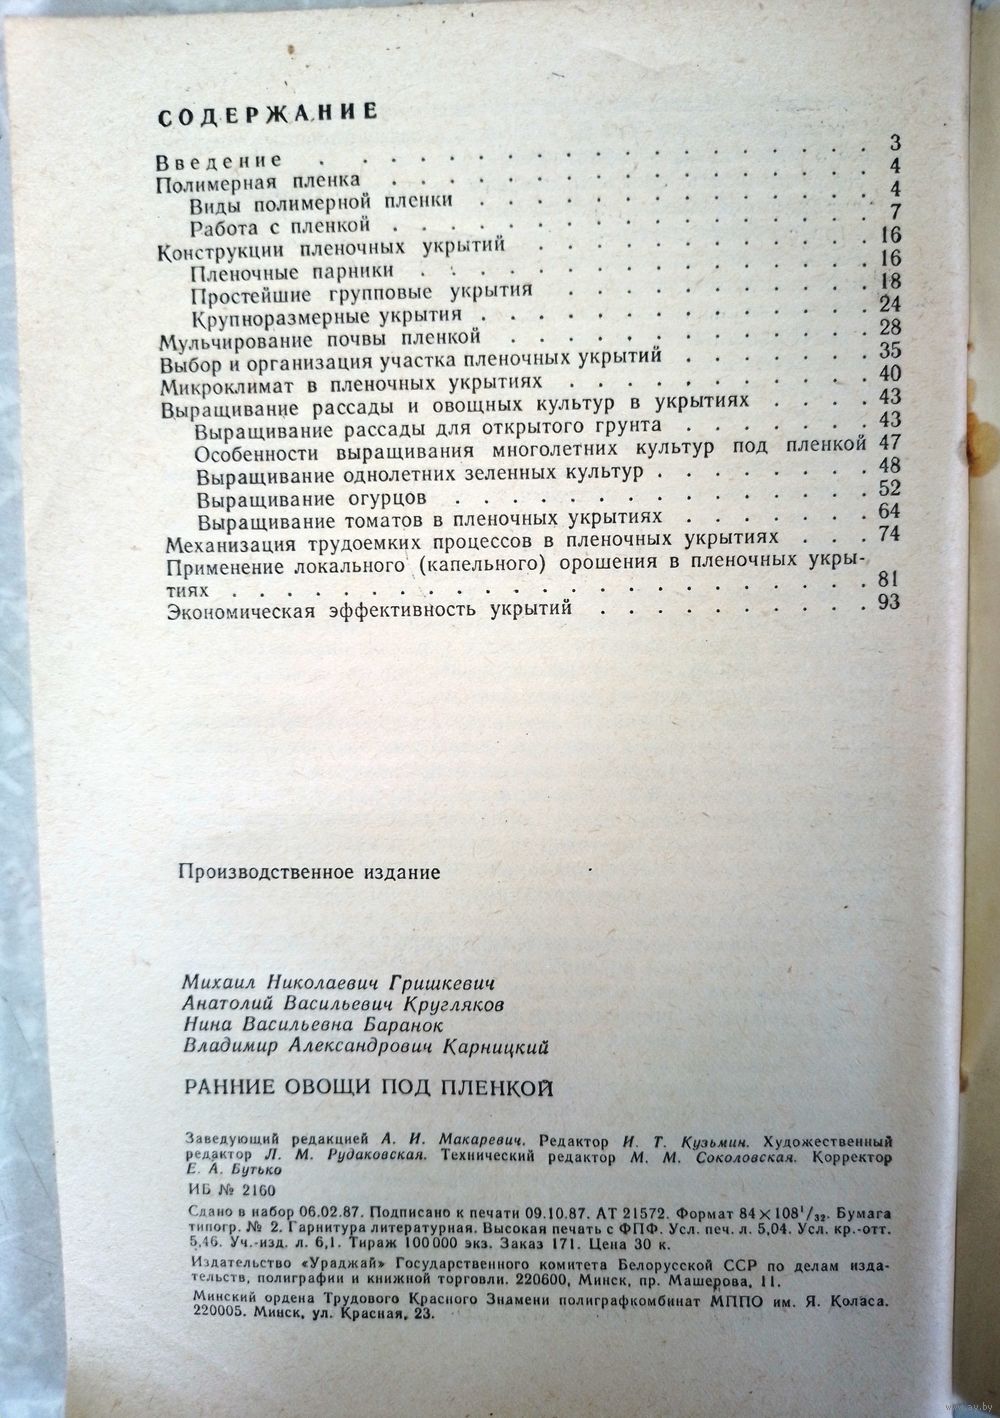 СОДЕРЖАНИЕ
Введение . . . . . . . . . . . . . . . . . 3
Полимерная пленка . . . . . . . . . . . . . . . 4
Виды полимерной пленки . . . . . . . . . . . . 4
Работа с пленкой . . . . . . . . . . . . . . . 7
Конструкции пленочных укрытий . . . . . . . . . . . 16
Пленочные парники . . . . . . . . . . . . . . 16
Простейшие групповые укрытия . . . . . . . . . . 18
Крупноразмерные укрытия . . . . . . . . . . . . 24
Мульчирование почвы пленкой . . . . . . . . . . . 28
Выбор и организация участка пленочных укрытий . . . . . . 35
Микроклимат в пленочных укрытиях . . . . . . . . . . 40
Выращивание рассады и овощных культур в укрытиях . . . . 43
Выращивание рассады для открытого грунта . . . . . . 43
Особенности выращивания многолетних культур под пленкой 47
Выращивание однолетних зеленных культур . . . . . . . 48
Выращивание огурцов . . . . . . . . . . . . . 52
Выращивание томатов в пленочных укрытиях . . . . . . 64
Механизация трудоемких процессов в пленочных укрытиях . . . 74
Применение локального (капельного) орошения в пленочных укры-
тиях . . . . . . . . . . . . . . . . . . . 81
Экономическая эффективность укрытий . . . . . . . . . 93
Производственное издание
Михаил Николаевич Гришкевич
Анатолий Васильевич Кругляков
Нина Васильевна Баранок
Владимир Александрович Карницкий
РАННИЕ ОВОЩИ ПОД ПЛЕНКОЙ
Заведующий редакцией А. И. Макаревич. Редактор И. Т. Кузьмин. Художественный
редактор Л. М. Рудаковская. Технический редактор М. М. Соколовская. Корректор
Е. А. Бутько
ИБ № 2160
Сдано в набор 06.02.87. Подписано к печати 09.10.87. АТ 21572. Формат 84×108¹/₃₂. Бумага
типогр. № 2. Гарнитура литературная. Высокая печать с ФПФ. Усл. печ. л. 5,04. Усл. кр.-отт.
5,46. Уч.-изд. л. 6,1. Тираж 100 000 экз. Заказ 171. Цена 30 к.
Издательство «Ураджай» Государственного комитета Белорусской ССР по делам изда-
тельств, полиграфии и книжной торговли. 220600, Минск, пр. Машерова, 11.
Минский ордена Трудового Красного Знамени полиграфкомбинат МППО им. Я. Коласа.
220005. Минск, ул. Красная, 23.
www.ay.by